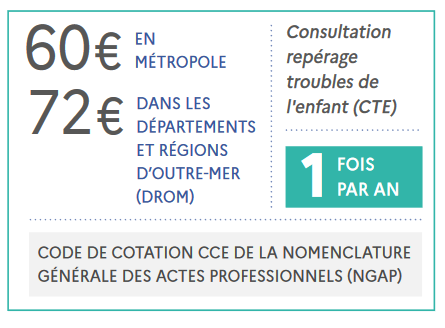 60€ EN
MÉTROPOLE
72€ DANS LES
DÉPARTEMENTS
ET RÉGIONS
D’OUTRE-MER
(DROM)
Consultation
repérage
troubles de
l'enfant (CTE)
1 FOIS
PAR AN
CODE DE COTATION CCE DE LA NOMENCLATURE
GÉNÉRALE DES ACTES PROFESSIONNELS (NGAP)